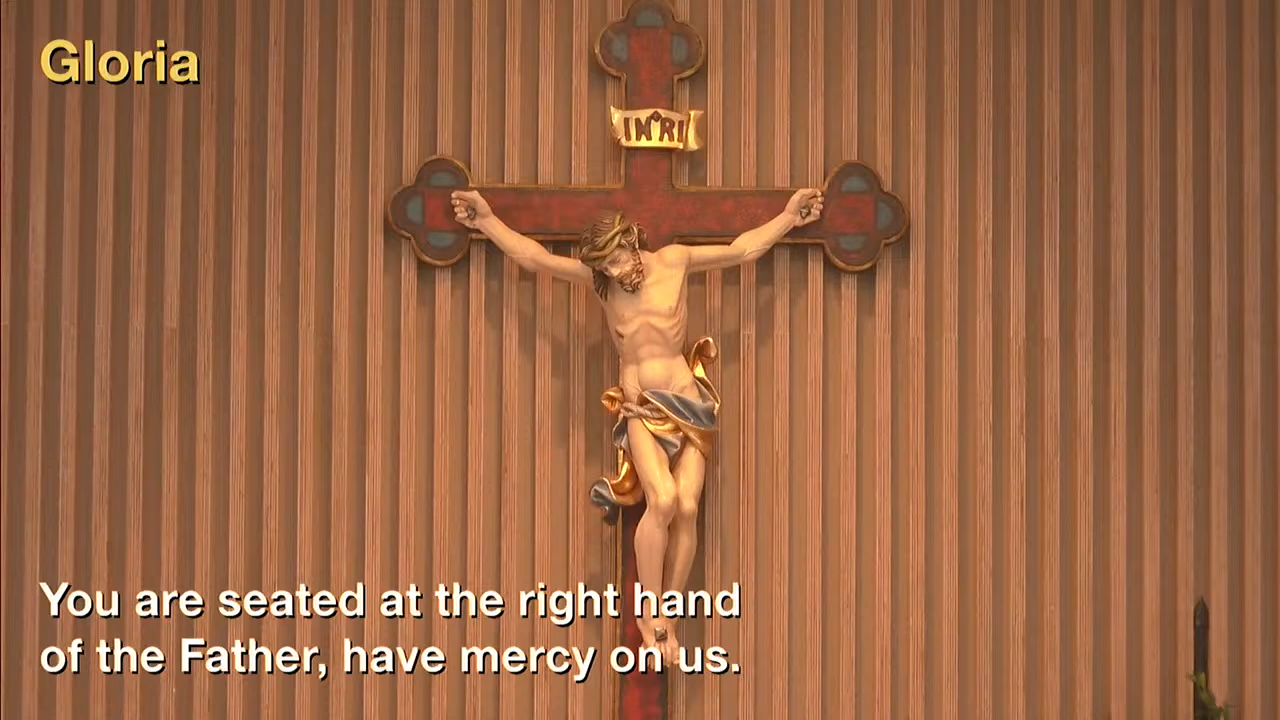 Gloria
INRI
You are seated at the right hand
of the Father, have mercy on us.